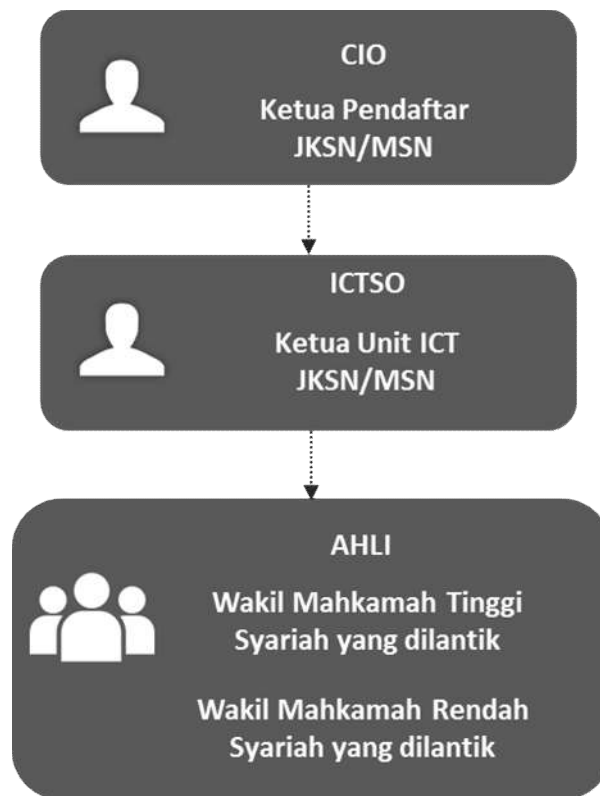 CIO
Ketua Pendaftar
JKSN/MSN
ICTSO
Ketua Unit ICT
JKSN/MSN
AHLI
Wakil Mahkamah Tinggi
Syariah yang dilantik
Wakil Mahkamah Rendah
Syariah yang dilantik